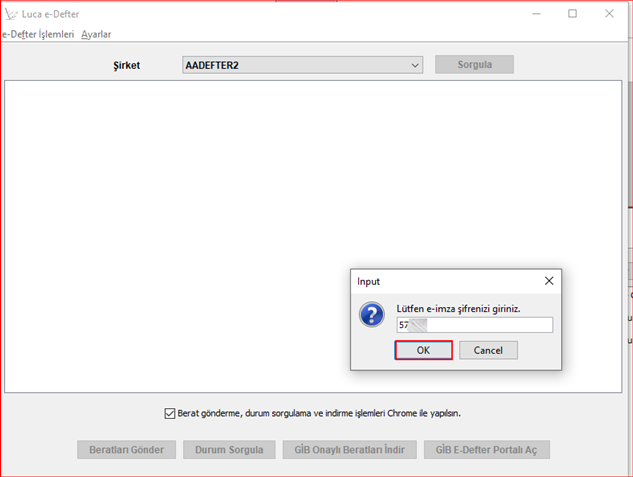 Luca e-Defter
e-Defter İşlemleri Ayarlar
Şirket AADEFTER2 Sorgula
Input
Lütfen e-imza şifrenizi giriniz.
57
OK Cancel
Berat gönderme, durum sorgulama ve indirme işlemleri Chrome ile yapılsın.
Beratları Gönder Durum Sorgula GİB Onaylı Beratları İndir GİB E-Defter Portalı Aç